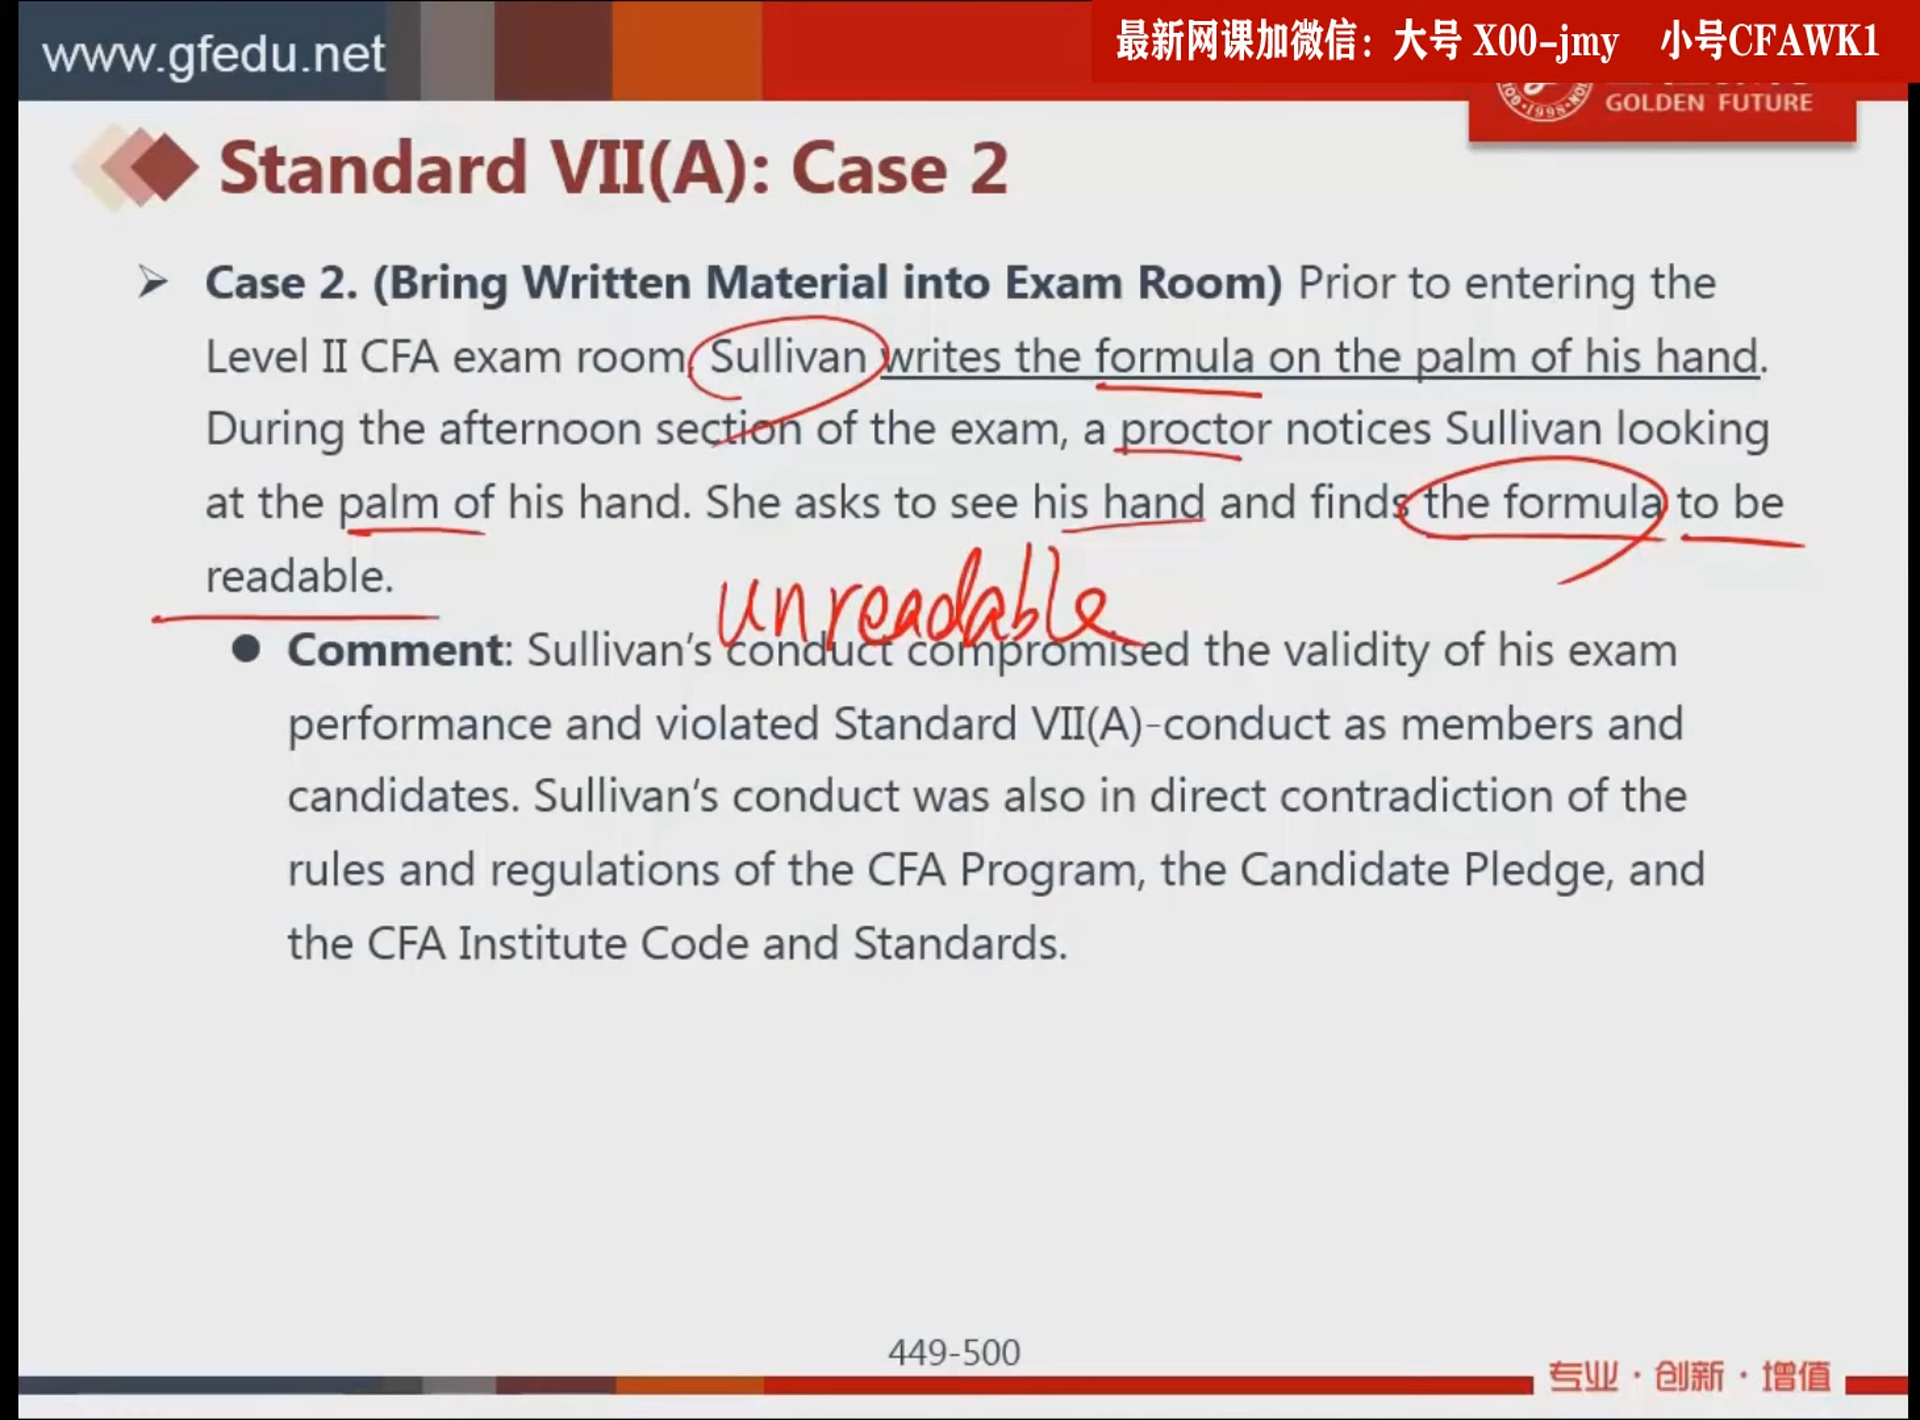 www.gfedu.net
最新网课加微信：大号 X00-jmy 小号CFAWK1
GOLDEN FUTURE
Standard VII(A): Case 2
➢ Case 2. (Bring Written Material into Exam Room) Prior to entering the
Level II CFA exam room, Sullivan writes the formula on the palm of his hand.
During the afternoon section of the exam, a proctor notices Sullivan looking
at the palm of his hand. She asks to see his hand and finds the formula to be
readable.
unreadable
● Comment: Sullivan's conduct compromised the validity of his exam
performance and violated Standard VII(A)-conduct as members and
candidates. Sullivan's conduct was also in direct contradiction of the
rules and regulations of the CFA Program, the Candidate Pledge, and
the CFA Institute Code and Standards.
449-500
专业·创新·增值